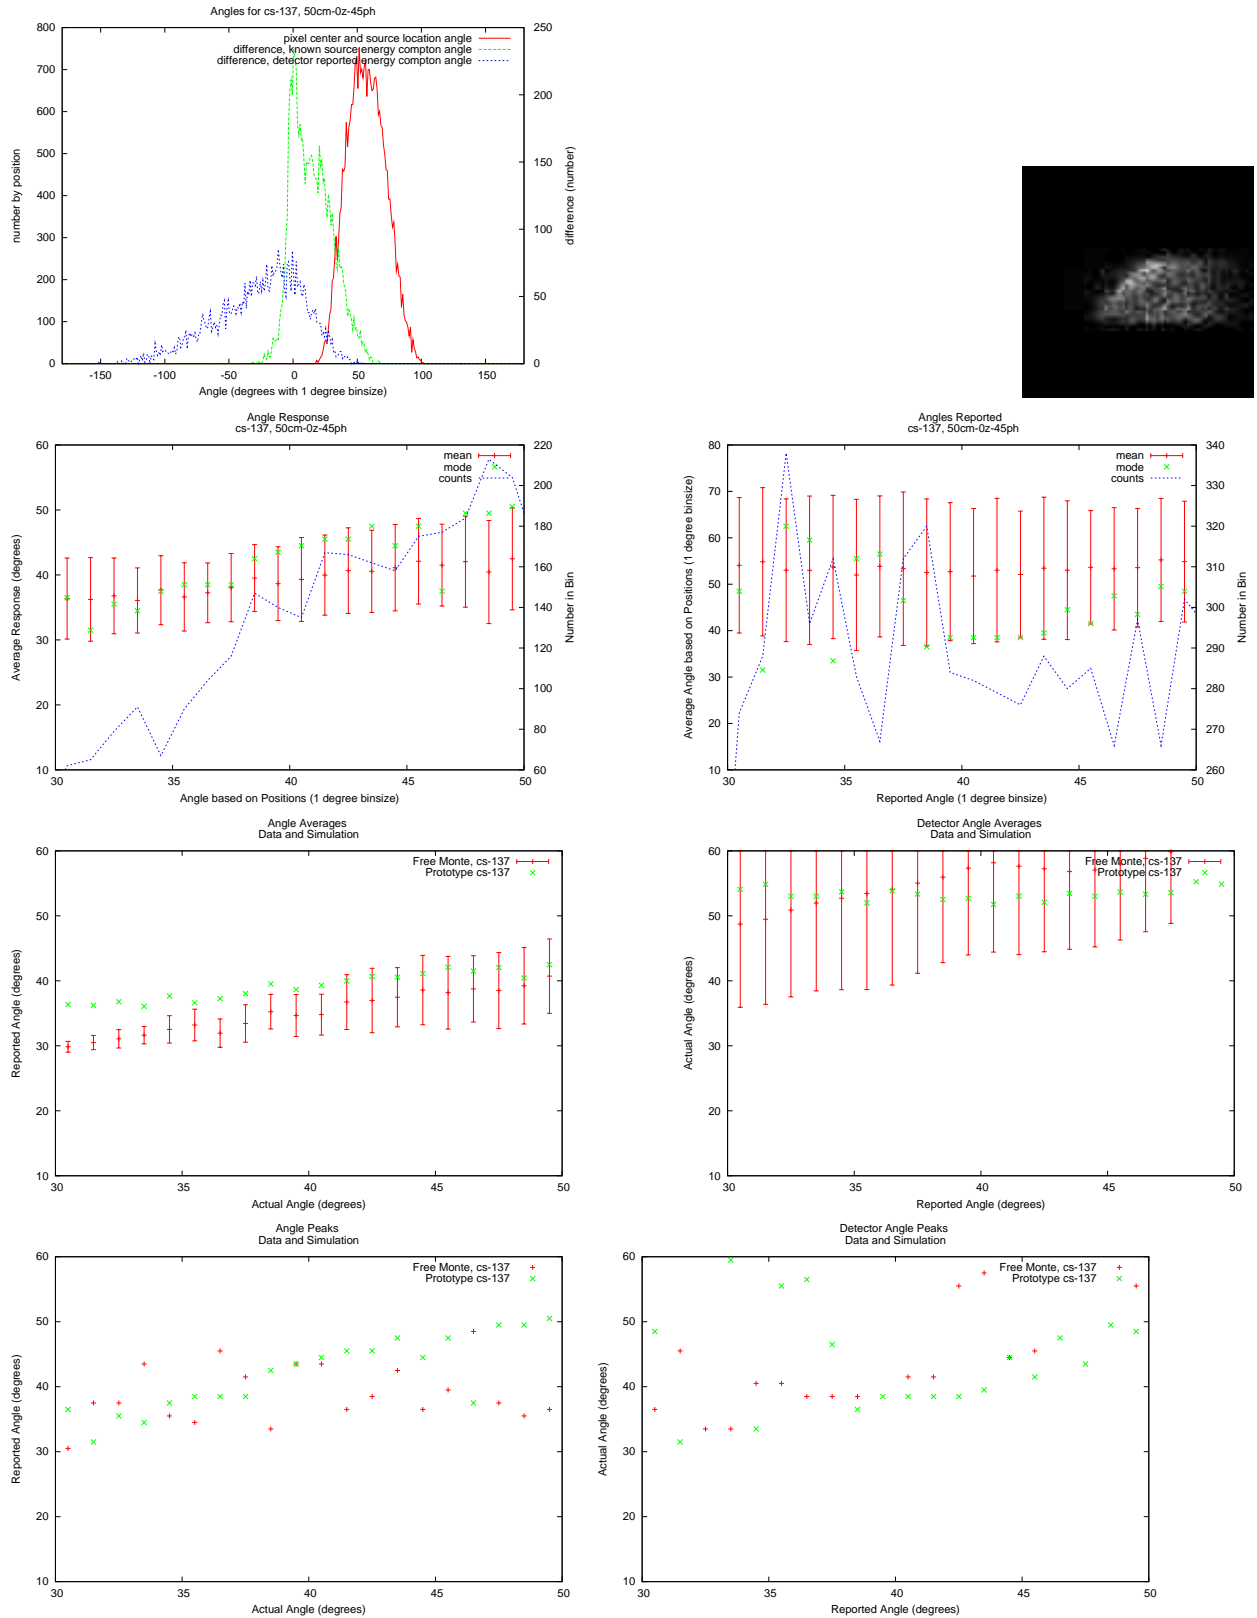 Angles for cs-137, 50cm-0z-45ph
pixel center and source location angle
difference, known source energy compton angle
difference, detector reported energy compton angle
number by position
difference (number)
0 100 200 300 400 500 600 700 800
0 50 100 150 200 250
-150 -100 -50 0 50 100 150
Angle (degrees with 1 degree binsize)
Angle Response
cs-137, 50cm-0z-45ph
mean
mode
counts
Average Response (degrees)
Number in Bin
10 20 30 40 50 60
60 80 100 120 140 160 180 200 220
30 35 40 45 50
Angle based on Positions (1 degree binsize)
Angles Reported
cs-137, 50cm-0z-45ph
mean
mode
counts
Average Angle based on Positions (1 degree binsize)
Number in Bin
10 20 30 40 50 60 70 80
260 270 280 290 300 310 320 330 340
30 35 40 45 50
Reported Angle (1 degree binsize)
Angle Averages
Data and Simulation
Free Monte, cs-137
Prototype cs-137
Reported Angle (degrees)
10 20 30 40 50 60
30 35 40 45 50
Actual Angle (degrees)
Detector Angle Averages
Data and Simulation
Free Monte, cs-137
Prototype cs-137
Actual Angle (degrees)
10 20 30 40 50 60
30 35 40 45 50
Reported Angle (degrees)
Angle Peaks
Data and Simulation
Free Monte, cs-137
Prototype cs-137
Reported Angle (degrees)
10 20 30 40 50 60
30 35 40 45 50
Actual Angle (degrees)
Detector Angle Peaks
Data and Simulation
Free Monte, cs-137
Prototype cs-137
Actual Angle (degrees)
10 20 30 40 50 60
30 35 40 45 50
Reported Angle (degrees)